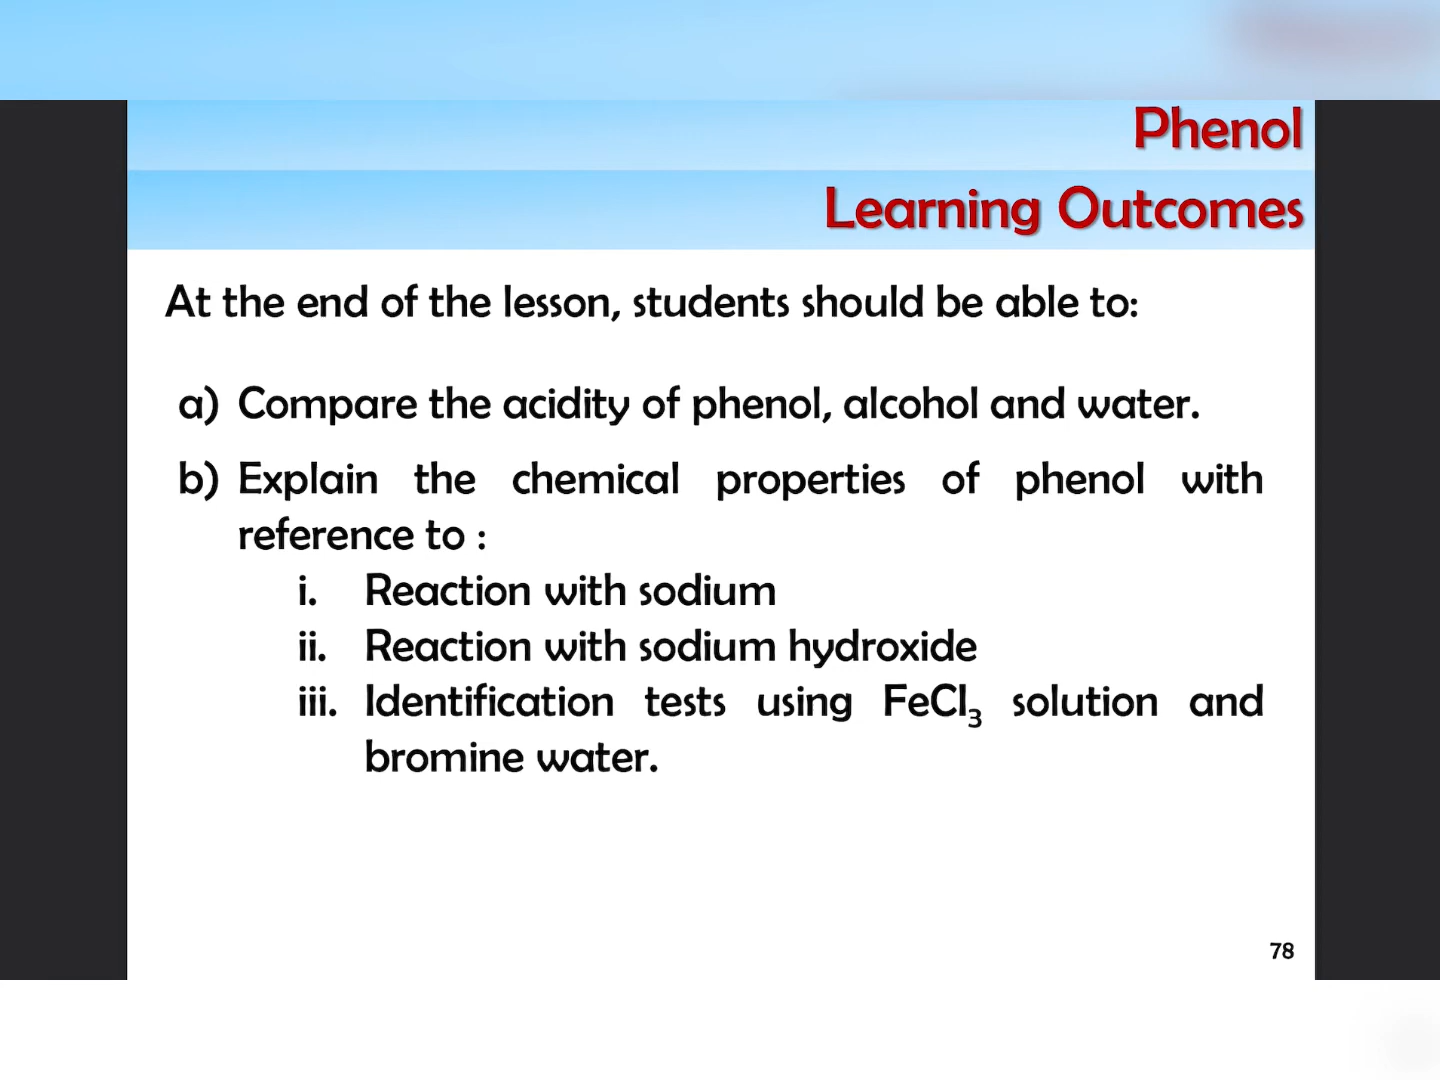 Phenol
Learning Outcomes
At the end of the lesson, students should be able to:
a) Compare the acidity of phenol, alcohol and water.
b) Explain the chemical properties of phenol with
reference to :
i. Reaction with sodium
ii. Reaction with sodium hydroxide
iii. Identification tests using FeCl₃ solution and
bromine water.
78